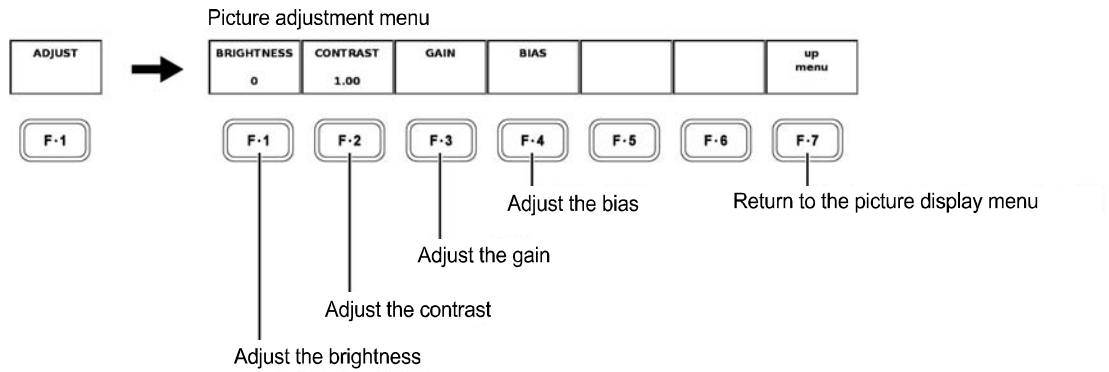 Picture adjustment menu
ADJUST
BRIGHTNESS CONTRAST GAIN BIAS up
menu
0 1.00
F·1 F·1 F·2 F·3 F·4 F·5 F·6 F·7
Adjust the bias
Return to the picture display menu
Adjust the gain
Adjust the contrast
Adjust the brightness